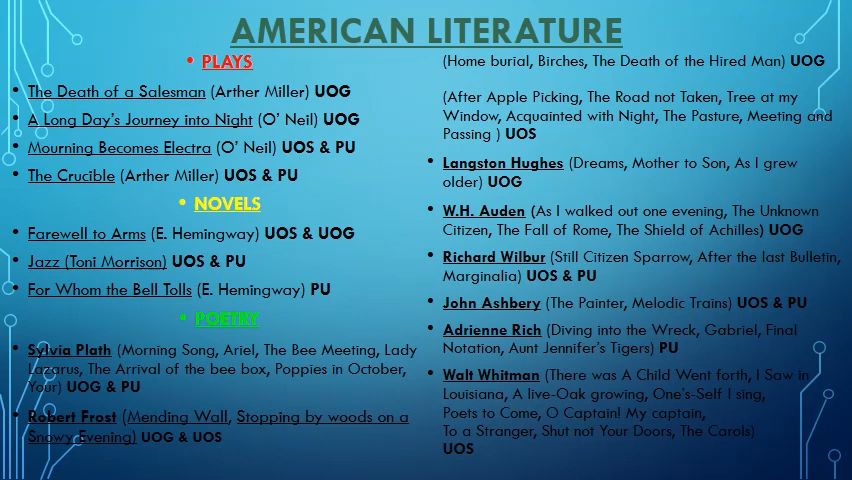 AMERICAN LITERATURE
• PLAYS
• The Death of a Salesman (Arther Miller) UOG
• A Long Day's Journey into Night (O' Neil) UOG
• Mourning Becomes Electra (O' Neil) UOS & PU
• The Crucible (Arther Miller) UOS & PU
• NOVELS
• Farewell to Arms (E. Hemingway) UOS & UOG
• Jazz (Toni Morrison) UOS & PU
• For Whom the Bell Tolls (E. Hemingway) PU
• POETRY
• Sylvia Plath (Morning Song, Ariel, The Bee Meeting, Lady
Lazarus, The Arrival of the bee box, Poppies in October,
Your) UOG & PU
• Robert Frost (Mending Wall, Stopping by woods on a
Snowy Evening) UOG & UOS
(Home burial, Birches, The Death of the Hired Man) UOG
(After Apple Picking, The Road not Taken, Tree at my
Window, Acquainted with Night, The Pasture, Meeting and
Passing ) UOS
• Langston Hughes (Dreams, Mother to Son, As I grew
older) UOG
• W.H. Auden (As I walked out one evening, The Unknown
Citizen, The Fall of Rome, The Shield of Achilles) UOG
• Richard Wilbur (Still Citizen Sparrow, After the last Bulletin,
Marginalia) UOS & PU
• John Ashbery (The Painter, Melodic Trains) UOS & PU
• Adrienne Rich (Diving into the Wreck, Gabriel, Final
Notation, Aunt Jennifer's Tigers) PU
• Walt Whitman (There was A Child Went forth, I Saw in
Louisiana, A live-Oak growing, One's-Self I sing,
Poets to Come, O Captain! My captain,
To a Stranger, Shut not Your Doors, The Carols)
UOS